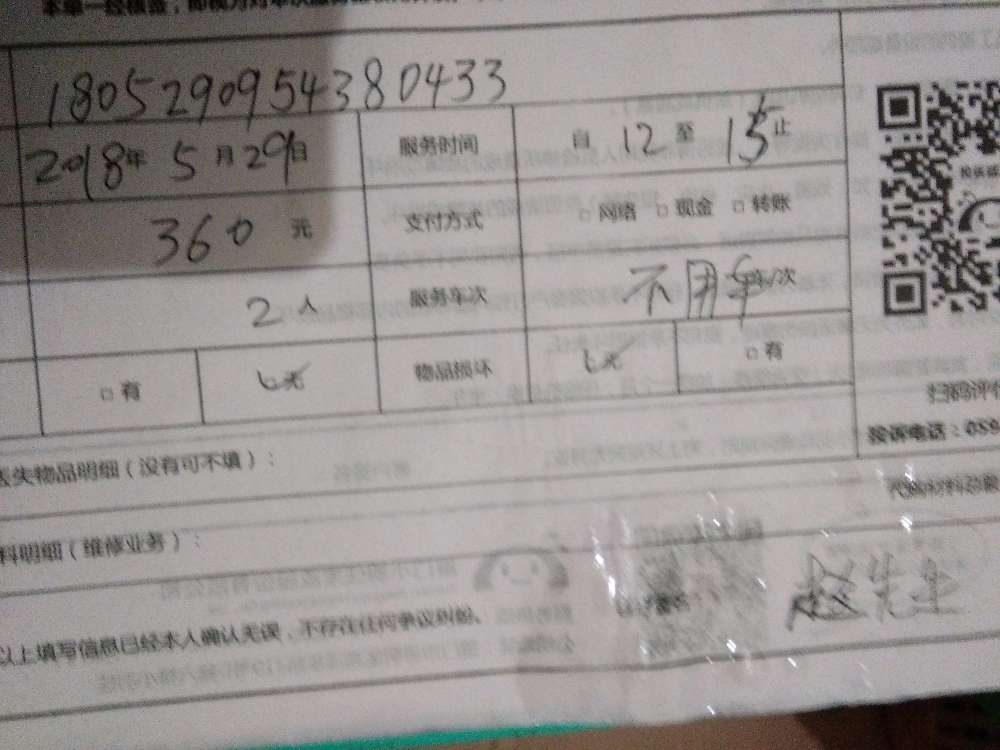 1805290954380433
2018年 5月29日 服务时间 自 12 至 15 止
360 元 支付方式 □ 网络 □ 现金 □ 转账
2 人 服务车次 不用车 车/次
□ 有 无 物品损坏 无 □ 有
扫码评价
丢失物品明细（没有可不填）：
投诉电话：059
料明细（维修业务）：
以上填写信息已经本人确认无误，不存在任何争议纠纷。
赵先生